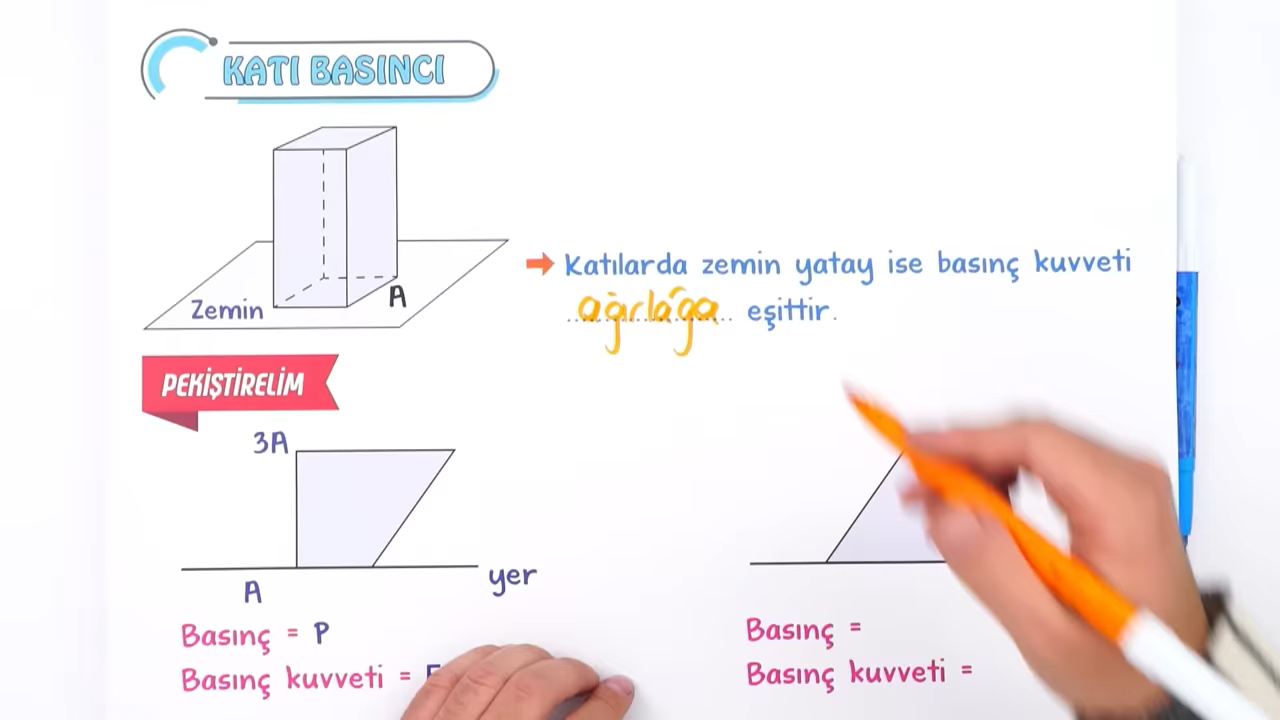 KATI BASINCI
Zemin
A
Katılarda zemin yatay ise basınç kuvveti
ağırlağa eşittir.
PEKİŞTİRELİM
3A
A
yer
Basınç = P
Basınç kuvveti =
Basınç =
Basınç kuvveti =